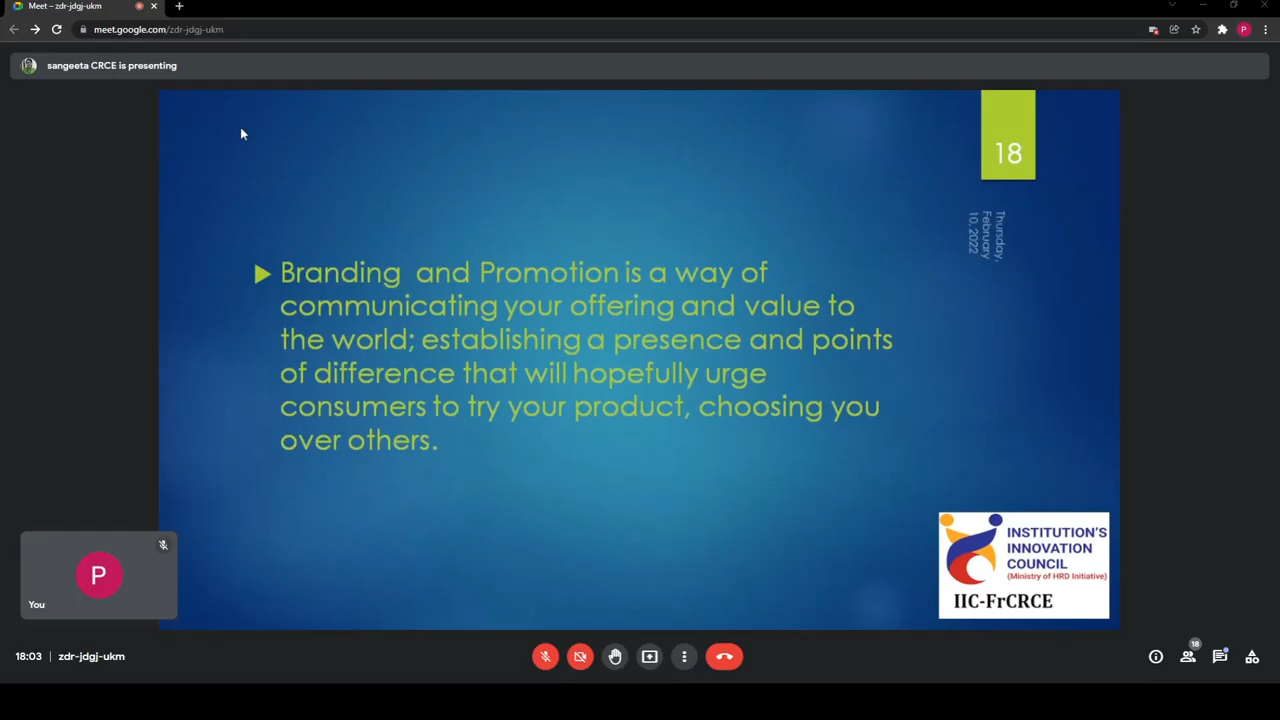 Meet – zdr-jdgj-ukm
meet.google.com/zdr-jdgj-ukm
P
sangeeta CRCE is presenting
18
Thursday,
February
10, 2022
Branding and Promotion is a way of
communicating your offering and value to
the world; establishing a presence and points
of difference that will hopefully urge
consumers to try your product, choosing you
over others.
INSTITUTION'S
INNOVATION
COUNCIL
(Ministry of HRD Initiative)
IIC-FrCRCE
P
You
18:03 | zdr-jdgj-ukm
18